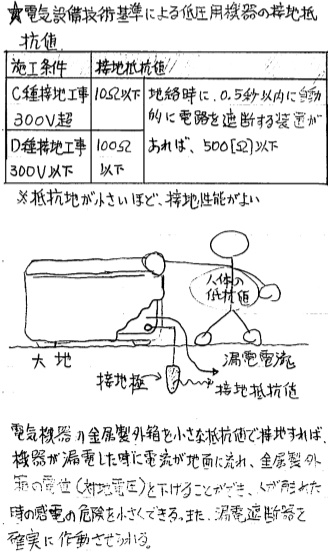 ★電気設備技術基準による低圧用機器の接地抵
抗値
施工条件 接地抵抗値
C種接地工事 10Ω以下 地絡時に、0.5秒以内に自動
300V超 的に電路を遮断する装置が
D種接地工事 100Ω あれば、500[Ω]以下
300V以下 以下
※抵抗地が小さいほど、接地性能がよい
人体の
抵抗値
大地
漏電電流
接地極
接地抵抗値
電気機器の金属製外箱を小さな抵抗値で接地すれば、
機器が漏電した時に電流が地面に流れ、金属製外
箱の電位(対地電圧)を下げることができ、人が触れた
時の感電の危険を小さくできる。また、漏電遮断器を
確実に作動させられる。